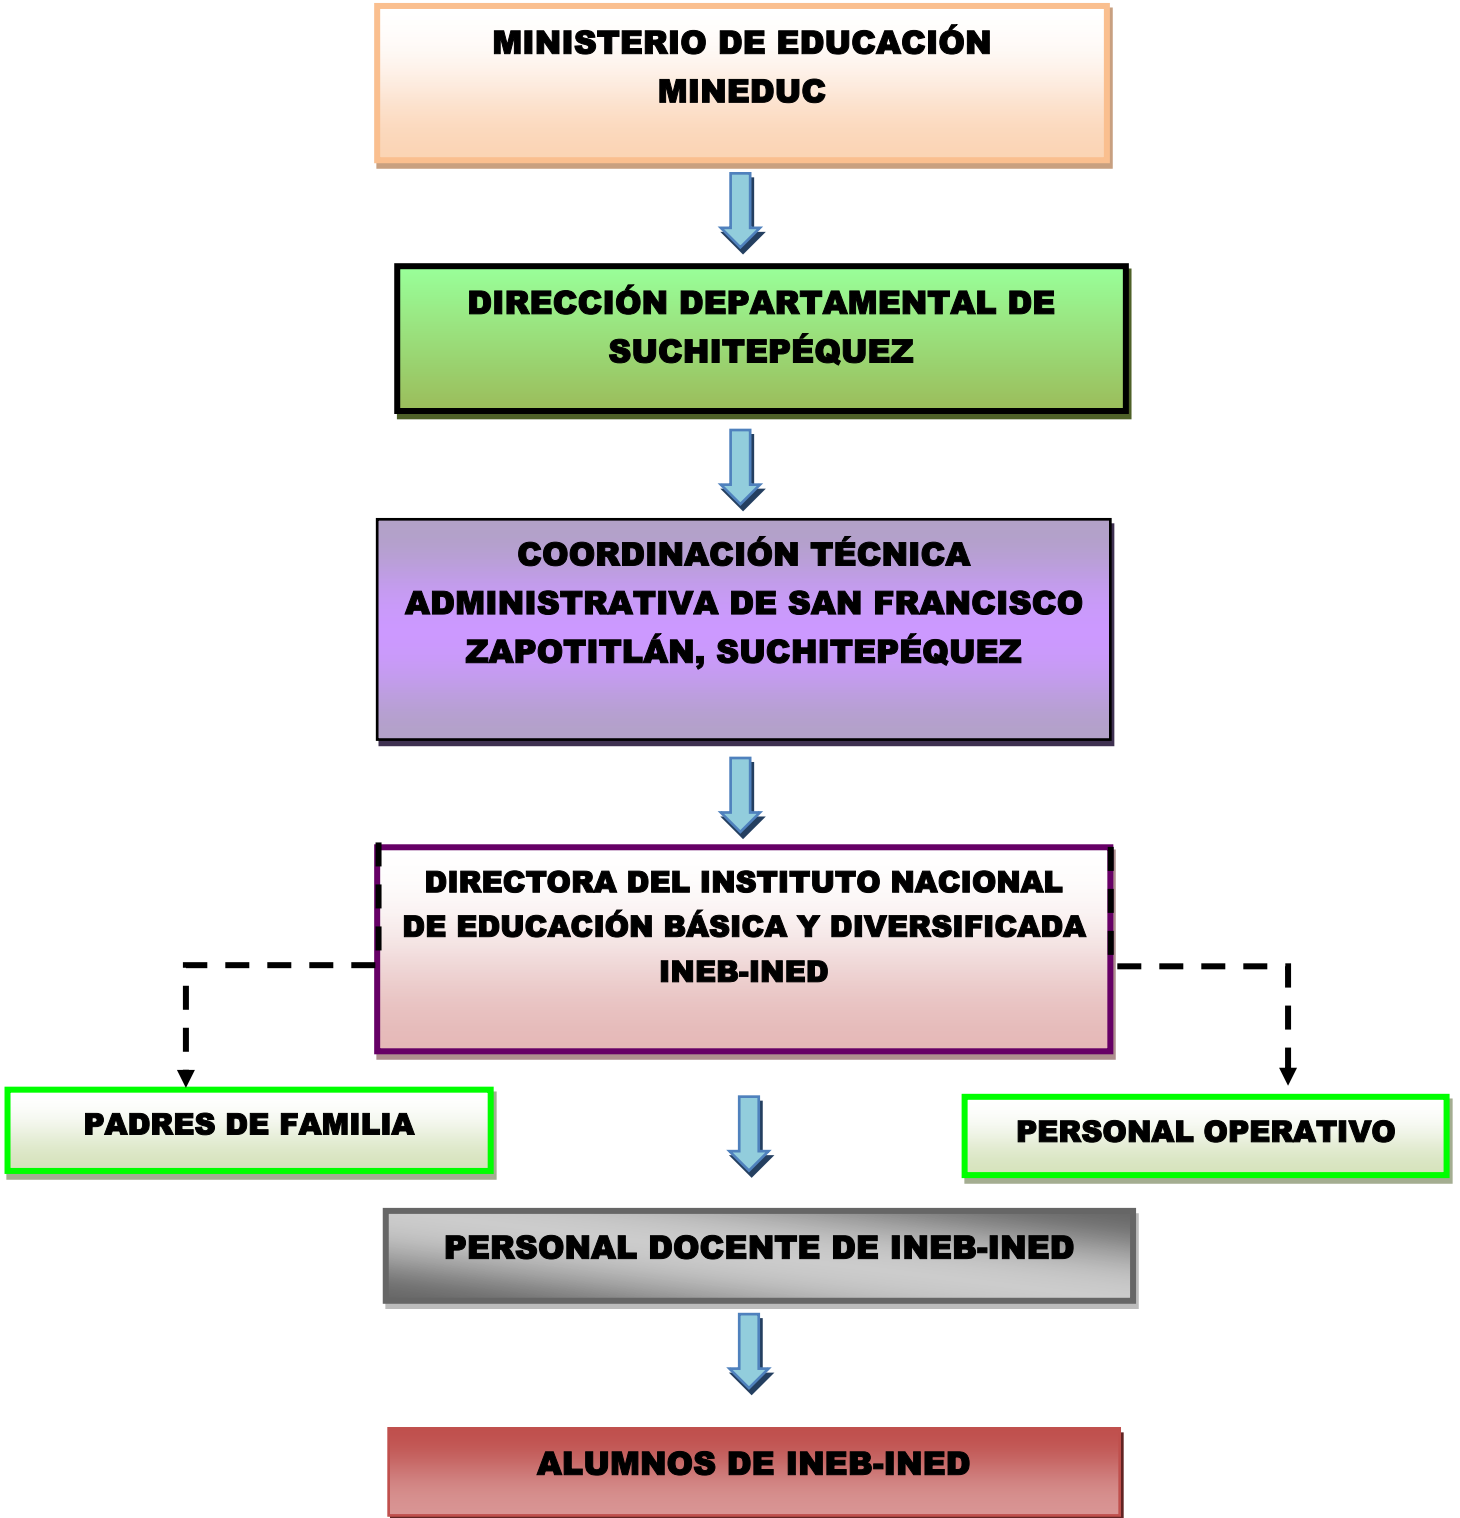 MINISTERIO DE EDUCACIÓN
MINEDUC
DIRECCIÓN DEPARTAMENTAL DE
SUCHITEPÉQUEZ
COORDINACIÓN TÉCNICA
ADMINISTRATIVA DE SAN FRANCISCO
ZAPOTITLÁN, SUCHITEPÉQUEZ
DIRECTORA DEL INSTITUTO NACIONAL
DE EDUCACIÓN BÁSICA Y DIVERSIFICADA
INEB-INED
PADRES DE FAMILIA
PERSONAL OPERATIVO
PERSONAL DOCENTE DE INEB-INED
ALUMNOS DE INEB-INED